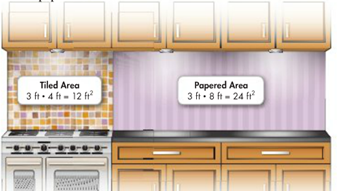 Tiled Area
3 ft • 4 ft = 12 ft²
Papered Area
3 ft • 8 ft = 24 ft²